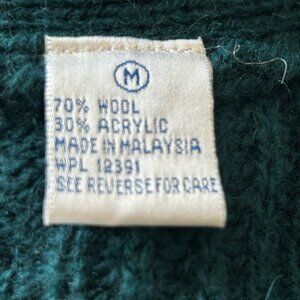 M
70% WOOL
30% ACRYLIC
MADE IN MALAYSIA
WPL 12391
SEE REVERSE FOR CARE